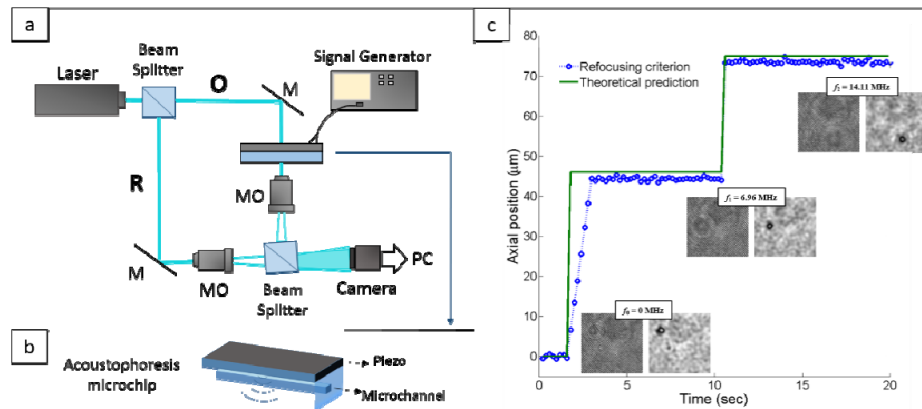 a
Laser
Beam
Splitter
O
M
Signal Generator
MO
R
M
MO
Beam
Splitter
Camera
PC
b
Acoustophoresis
microchip
Piezo
Microchannel
c
80
70
60
50
40
30
20
10
0
Axial position (µm)
Refocusing criterion
Theoretical prediction
f₂ = 14.11 MHz
f₁ = 6.96 MHz
f₀ = 0 MHz
0
5
10
15
20
Time (sec)